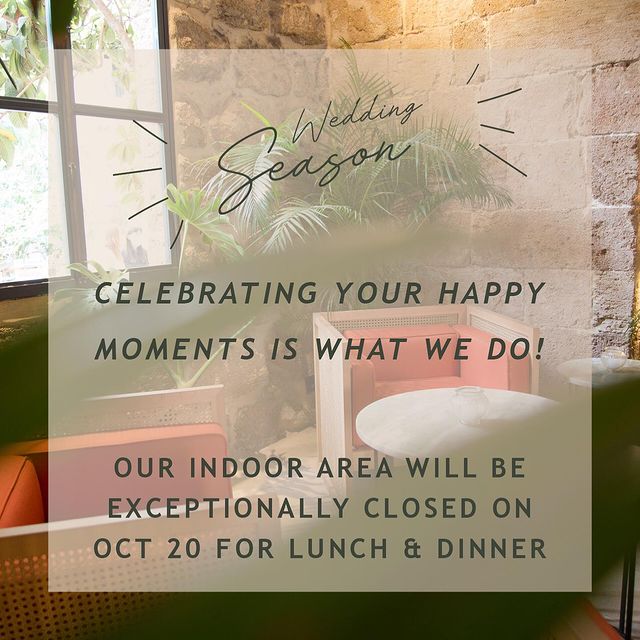 Wedding
Season
CELEBRATING YOUR HAPPY
MOMENTS IS WHAT WE DO!
OUR INDOOR AREA WILL BE
EXCEPTIONALLY CLOSED ON
OCT 20 FOR LUNCH & DINNER